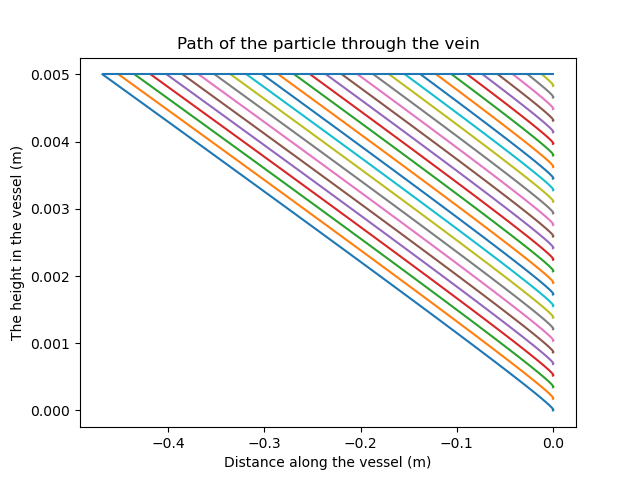 Path of the particle through the vein
0.005
0.004
0.003
0.002
0.001
0.000
The height in the vessel (m)
−0.4 −0.3 −0.2 −0.1 0.0
Distance along the vessel (m)